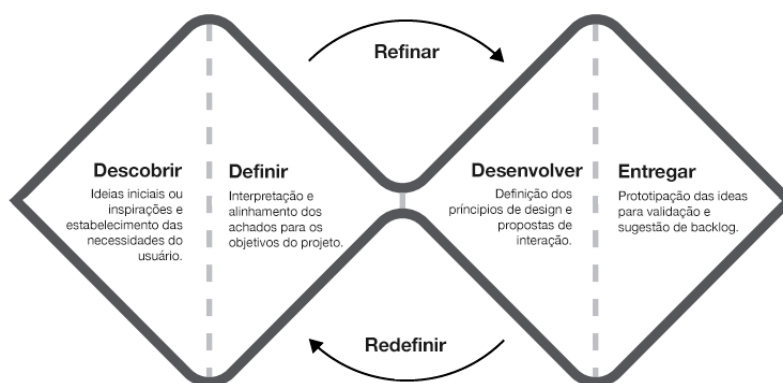 Refinar
Descobrir
Ideias iniciais ou
inspirações e
estabelecimento das
necessidades do
usuário.
Definir
Interpretação e
alinhamento dos
achados para os
objetivos do projeto.
Desenvolver
Definição dos
príncipios de design e
propostas de
interação.
Entregar
Prototipação das ideias
para validação e
sugestão de backlog.
Redefinir